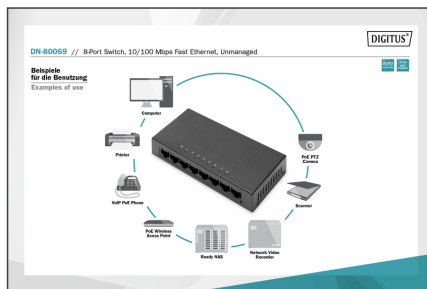 DIGITUS®
DN-80069 // 8-Port Switch, 10/100 Mbps Fast Ethernet, Unmanaged
Beispiele
für die Benutzung
Examples of use
Computer
Printer
VoIP PoE Phone
PoE Wireless
Acess Point
Ready NAS
Network Video
Recorder
Scanner
PoE PTZ
Camera